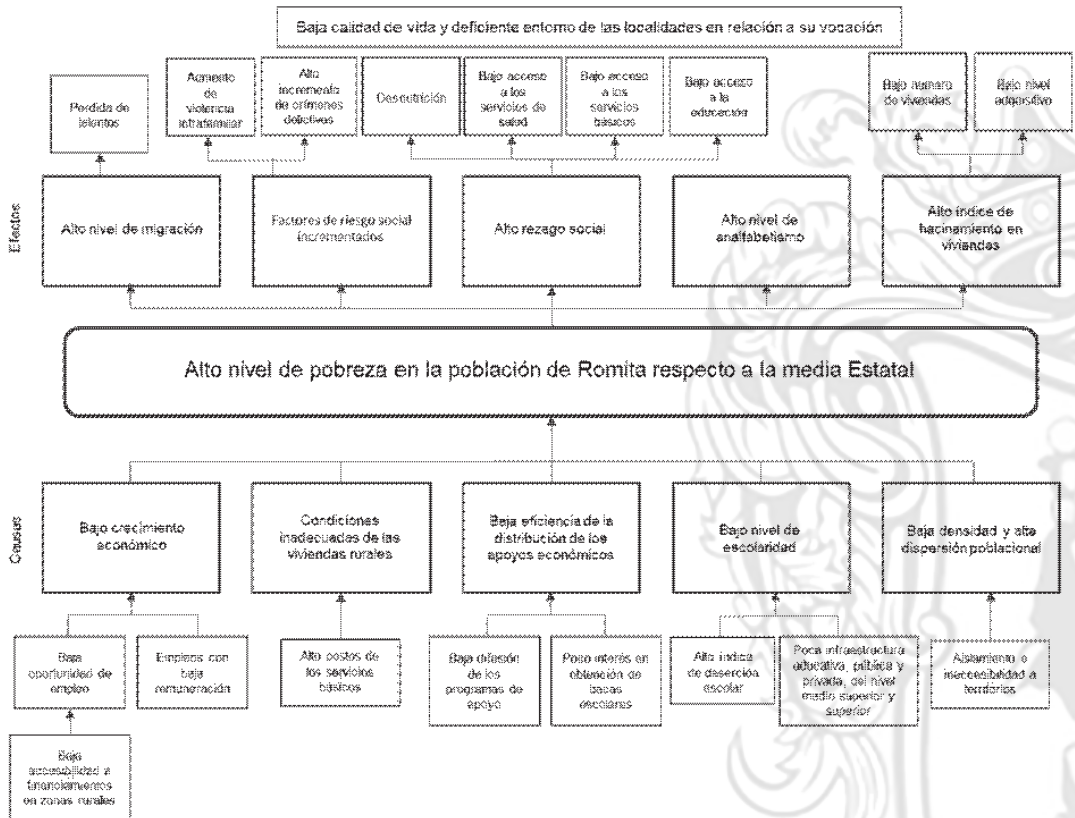 Baja calidad de vida y deficiente entorno de las localidades en relación a su vocación
Perdida de
talentos
Aumento
de
violencia
intrafamiliar
Alto
incremento
de crímenes
delictivos
Desnutrición
Bajo acceso
a los
servicios de
salud
Bajo acceso
a los
servicios
básicos
Bajo acceso
a la
educación
Bajo número
de viviendas
Bajo nivel
adquisitivo
Efectos
Alto nivel de migración
Factores de riesgo social
incrementados
Alto rezago social
Alto nivel de
analfabetismo
Alto índice de
hacinamiento en
viviendas
Alto nivel de pobreza en la población de Romita respecto a la media Estatal
Causas
Bajo crecimiento
económico
Condiciones
inadecuadas de las
viviendas rurales
Baja eficiencia de la
distribución de los
apoyos económicos
Bajo nivel de
escolaridad
Baja densidad y alta
dispersión poblacional
Baja
oportunidad de
empleo
Empleos con
baja
remuneración
Alto costos de
los servicios
básicos
Baja difusión
de los
programas de
apoyo
Poco interés en
obtención de
becas
escolares
Alto índice
de deserción
escolar
Poca infraestructura
educativa, pública y
privada, del nivel
medio superior y
superior
Aislamiento e
inaccesibilidad a
territorios
Baja
accesibilidad a
financiamientos
en zonas rurales